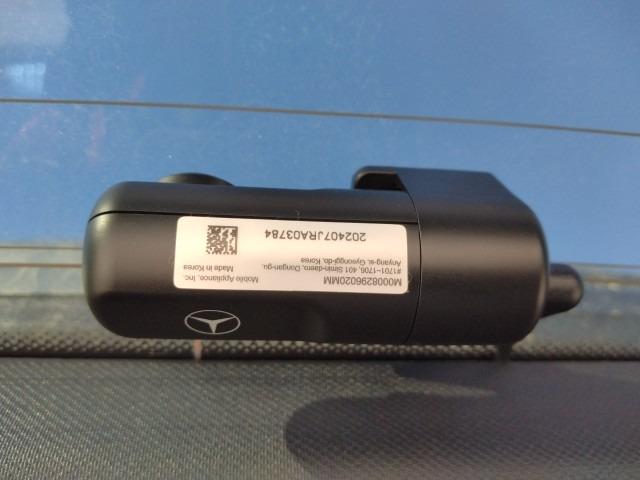 M0008296020MM
#1701~1706, 401 Simin-daero, Dongan-gu,
Anyang-si, Gyeonggi-do, Korea
Mobile Appliance, Inc.
Made in Korea
202407JRA03784